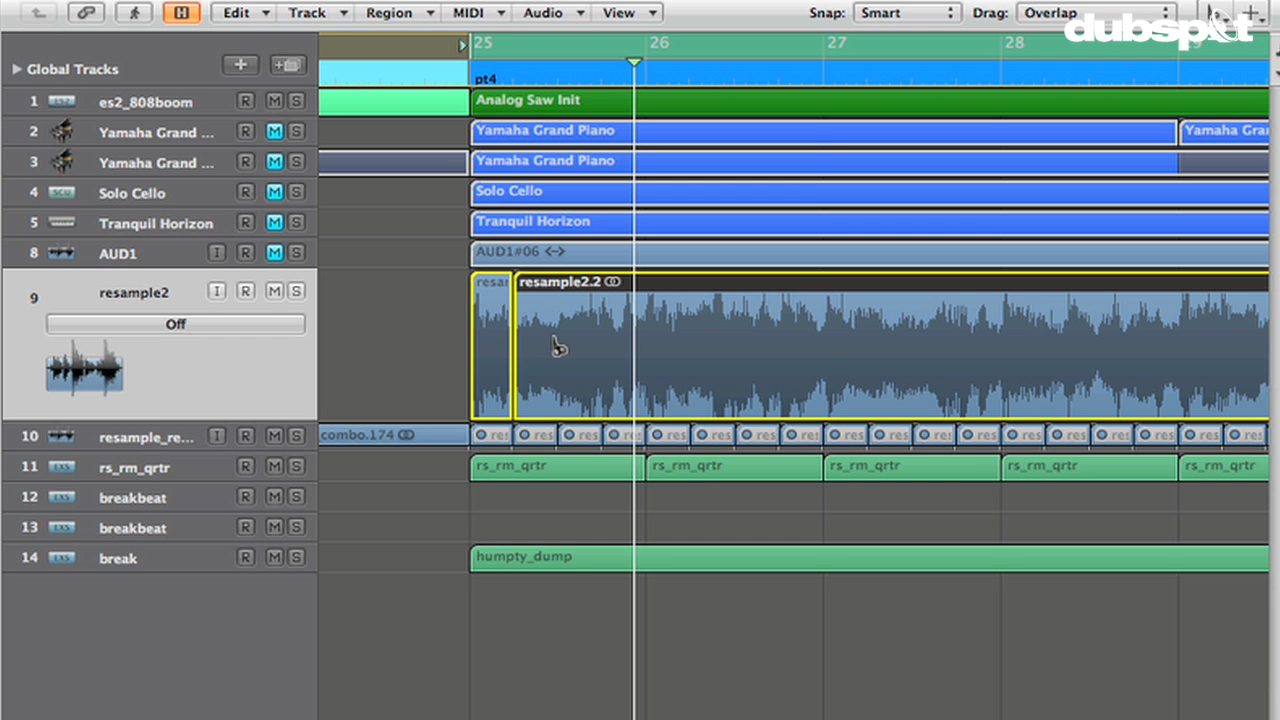 H Edit Track Region MIDI Audio View Snap: Smart Drag: Overlap
dubspot
25 26 27 28
Global Tracks
pt4
1 es2_808boom R M S Analog Saw Init
2 Yamaha Grand ... R M S Yamaha Grand Piano Yamaha Gra
3 Yamaha Grand ... R M S Yamaha Grand Piano
4 Solo Cello R M S Solo Cello
5 Tranquil Horizon R M S Tranquil Horizon
8 AUD1 I R M S AUD1#06
9 resample2 I R M S resar resample2.2
Off
10 resample_re... I R M S combo.174 res res res res res res res res res res res res res res res res res res
11 rs_rm_qrtr R M S rs_rm_qrtr rs_rm_qrtr rs_rm_qrtr rs_rm_qrtr rs_rm_qrtr
12 breakbeat R M S
13 breakbeat R M S
14 break R M S humpty_dump